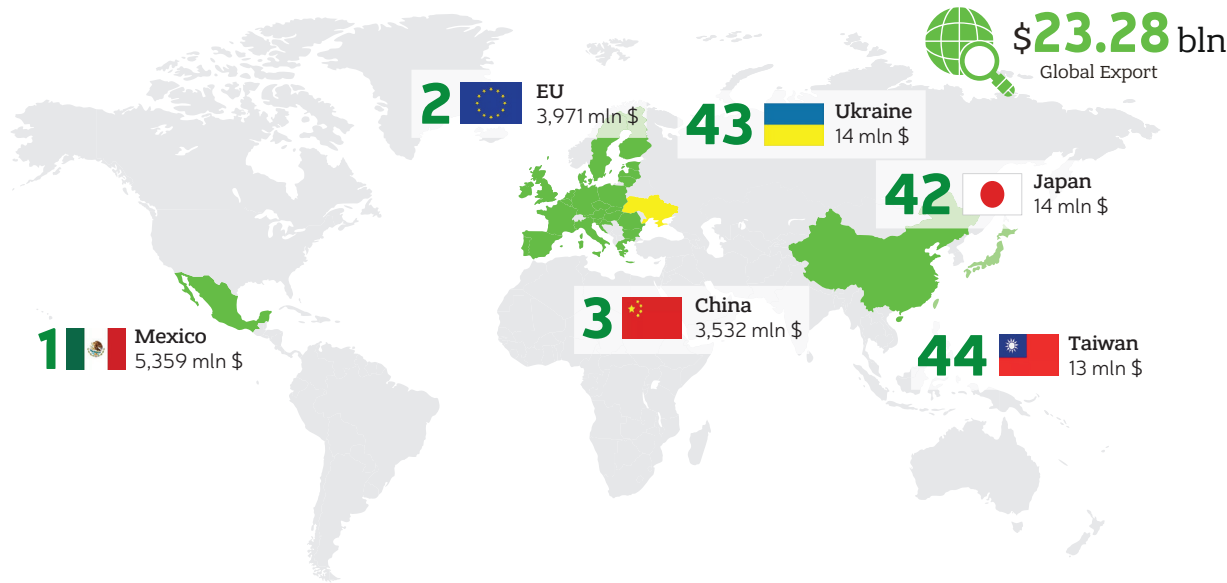 $23.28 bln
Global Export
2
EU
3,971 mln $
43
Ukraine
14 mln $
42
Japan
14 mln $
3
China
3,532 mln $
1
Mexico
5,359 mln $
44
Taiwan
13 mln $